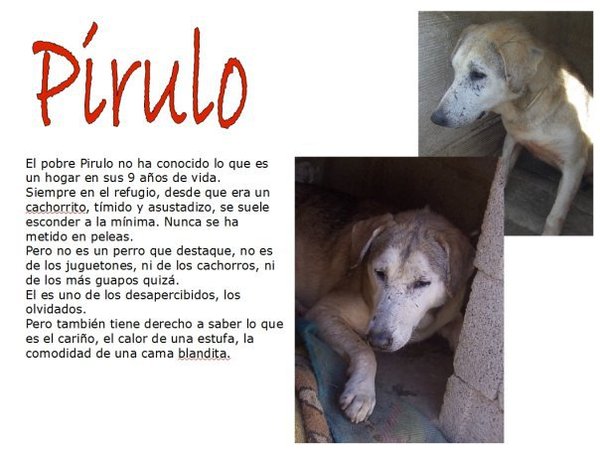 Pirulo
El pobre Pirulo no ha conocido lo que es
un hogar en sus 9 años de vida.
Siempre en el refugio, desde que era un
cachorrito, tímido y asustadizo, se suele
esconder a la mínima. Nunca se ha
metido en peleas.
Pero no es un perro que destaque, no es
de los juguetones, ni de los cachorros, ni
de los más guapos quizá.
El es uno de los desapercibidos, los
olvidados.
Pero también tiene derecho a saber lo que
es el cariño, el calor de una estufa, la
comodidad de una cama blandita.